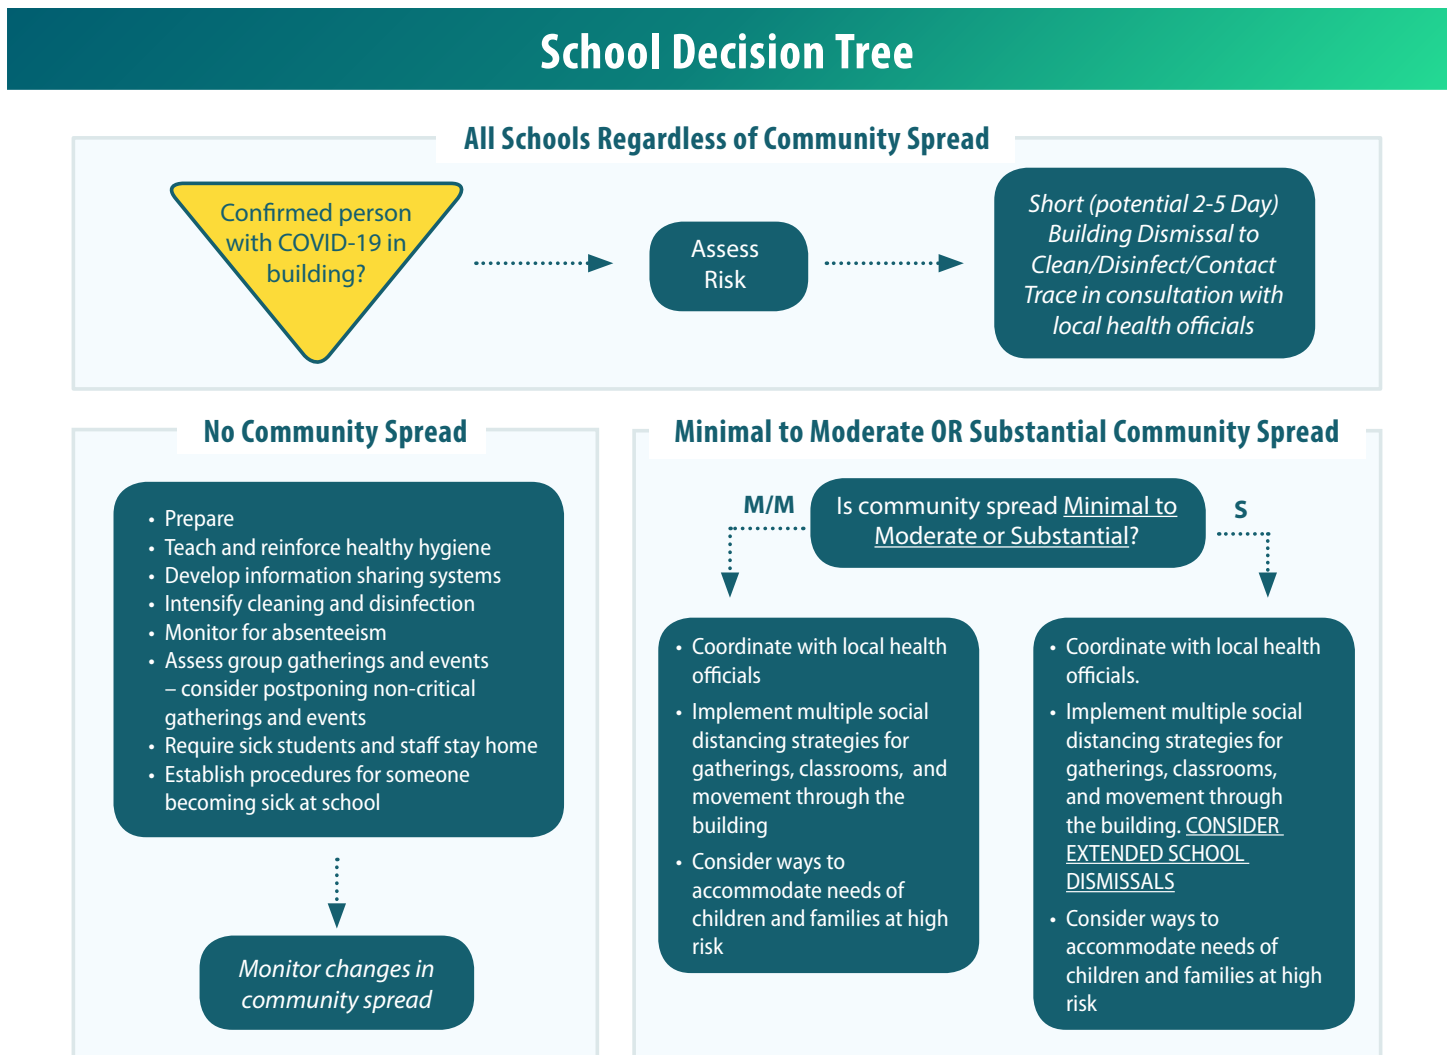 School Decision Tree
All Schools Regardless of Community Spread
Confirmed person
with COVID-19 in
building?
Assess
Risk
Short (potential 2-5 Day)
Building Dismissal to
Clean/Disinfect/Contact
Trace in consultation with
local health officials
No Community Spread
• Prepare
• Teach and reinforce healthy hygiene
• Develop information sharing systems
• Intensify cleaning and disinfection
• Monitor for absenteeism
• Assess group gatherings and events
– consider postponing non-critical
gatherings and events
• Require sick students and staff stay home
• Establish procedures for someone
becoming sick at school
Monitor changes in
community spread
Minimal to Moderate OR Substantial Community Spread
M/M
Is community spread Minimal to
Moderate or Substantial?
S
• Coordinate with local health
officials
• Implement multiple social
distancing strategies for
gatherings, classrooms, and
movement through the
building
• Consider ways to
accommodate needs of
children and families at high
risk
• Coordinate with local health
officials.
• Implement multiple social
distancing strategies for
gatherings, classrooms,
and movement through
the building. CONSIDER
EXTENDED SCHOOL
DISMISSALS
• Consider ways to
accommodate needs of
children and families at high
risk